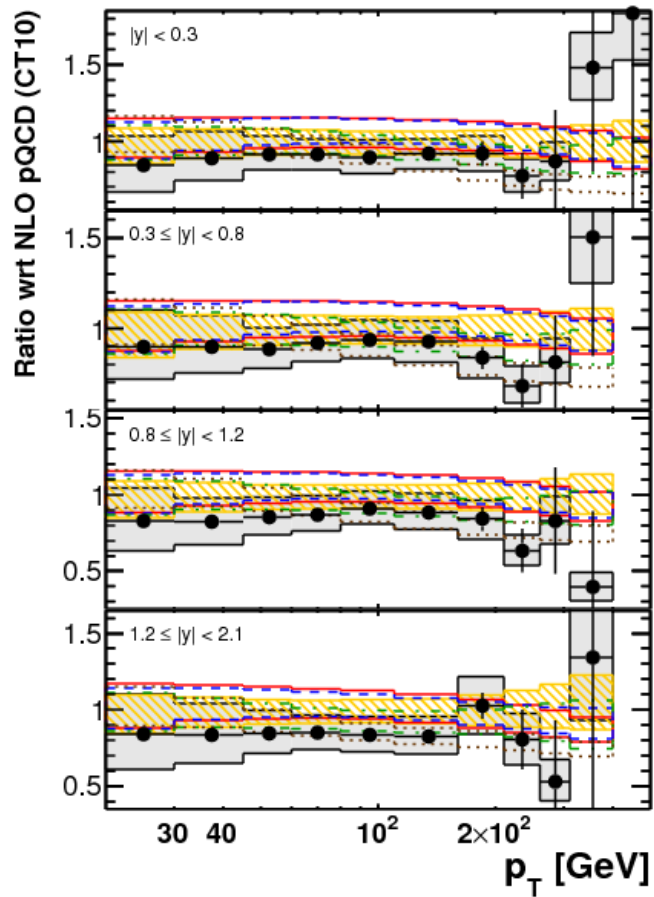 Ratio wrt NLO pQCD (CT10)
|y| < 0.3
1.5
1
0.3 ≤ |y| < 0.8
1.5
1
0.8 ≤ |y| < 1.2
1.5
1
0.5
1.2 ≤ |y| < 2.1
1.5
1
0.5
30 40 10² 2×10²
p_T [GeV]